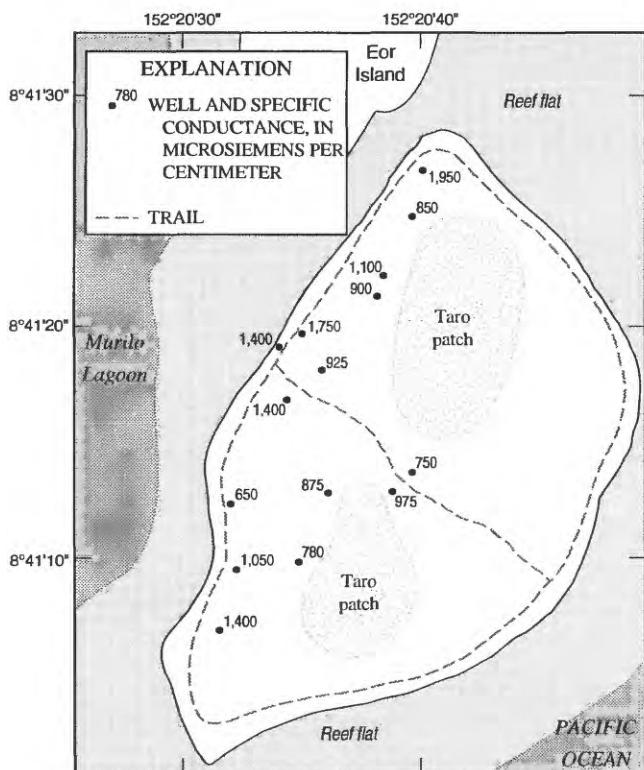 152°20'30"
152°20'40"
8°41'30"
8°41'20"
8°41'10"
EXPLANATION
780
WELL AND SPECIFIC
CONDUCTANCE, IN
MICROSIEMENS PER
CENTIMETER
TRAIL
Eor
Island
Reef flat
1,950
850
1,100
900
Taro
patch
1,750
1,400
925
Murilo
Lagoon
1,400
750
875
975
650
780
1,050
Taro
patch
1,400
Reef flat
PACIFIC
OCEAN